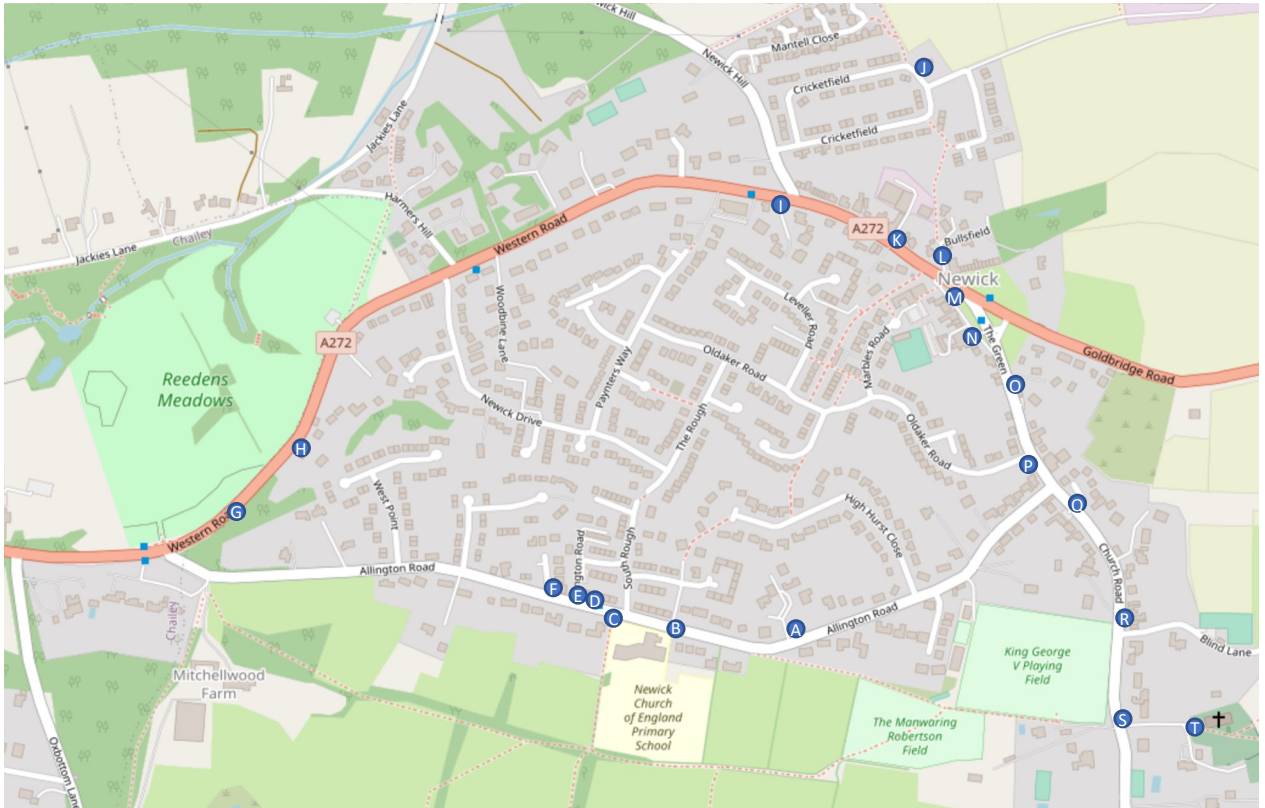 wick Hill
Newick Hill
Mantell Close
J
Cricketfield
Cricketfield
Jackies Lane
Harmers Hill
Chailey
Jackies Lane
Western Road
I
A272
K
Bullsfield
L
Newick
M
N
The Green
Goldbridge Road
Woodbine Lane
Leveller Road
A272
Oldaker Road
Marbles Road
O
Reedens
Meadows
Paynters Way
Newick Drive
The Rough
Oldaker Road
H
P
West Point
High Hurst Close
Q
G
Western Roa
Allington Road
ngton Road
South Rough
Church Road
F
E
D
C
B
A
Allington Road
R
Blind Lane
Chailey
King George
V Playing
Field
Mitchellwood
Farm
Newick
Church
of England
Primary
School
The Manwaring
Robertson
Field
S
T
Oxbottom Lane